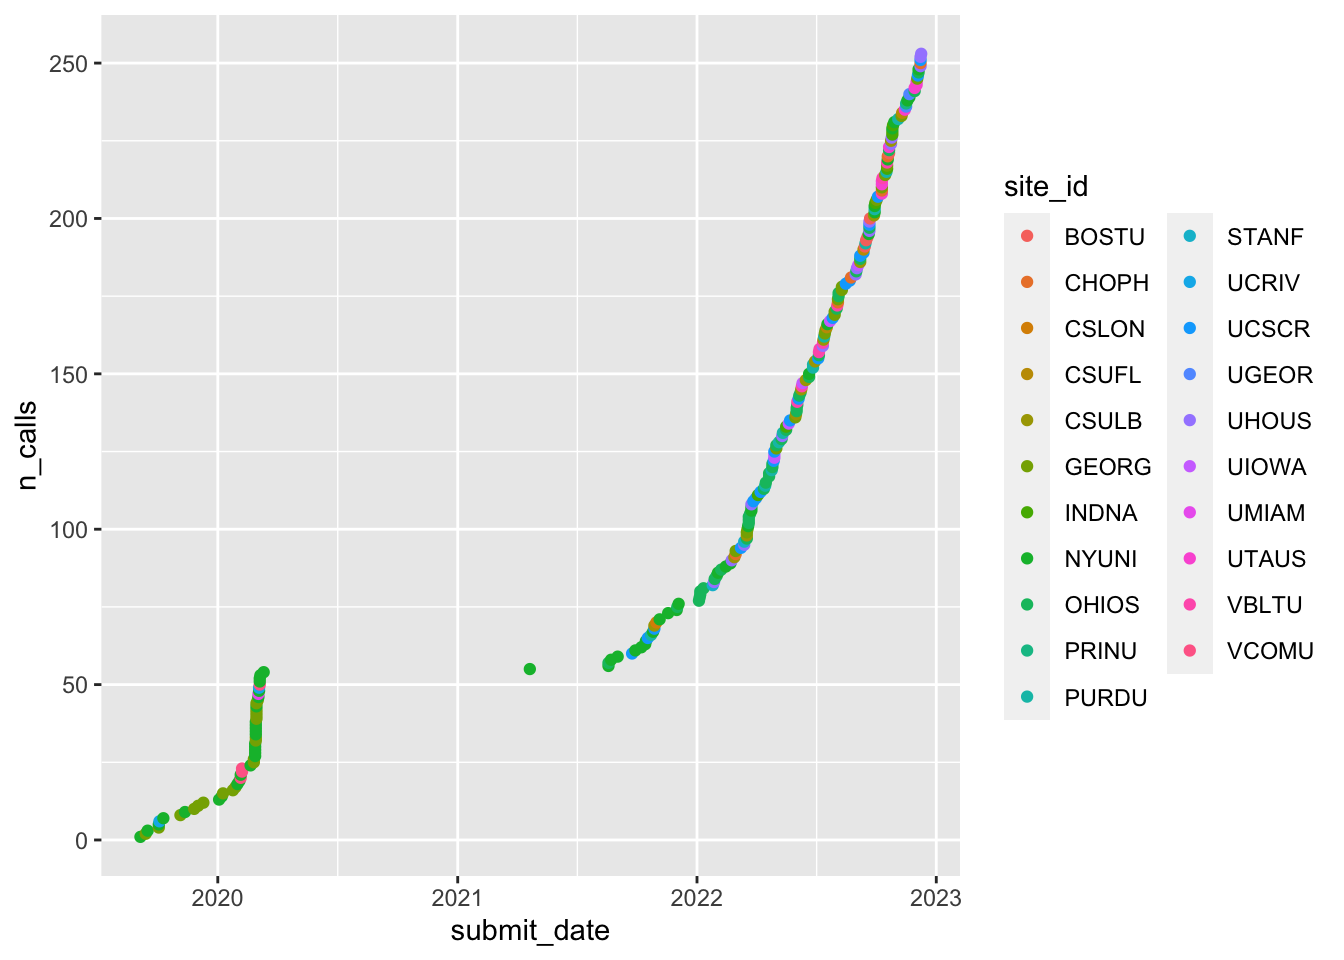 250
200
150
100
50
0
n_calls
2020
2021
2022
2023
submit_date
site_id
BOSTU
CHOPH
CSLON
CSUFL
CSULB
GEORG
INDNA
NYUNI
OHIOS
PRINU
PURDU
STANF
UCRIV
UCSCR
UGEOR
UHOUS
UIOWA
UMIAM
UTAUS
VBLTU
VCOMU